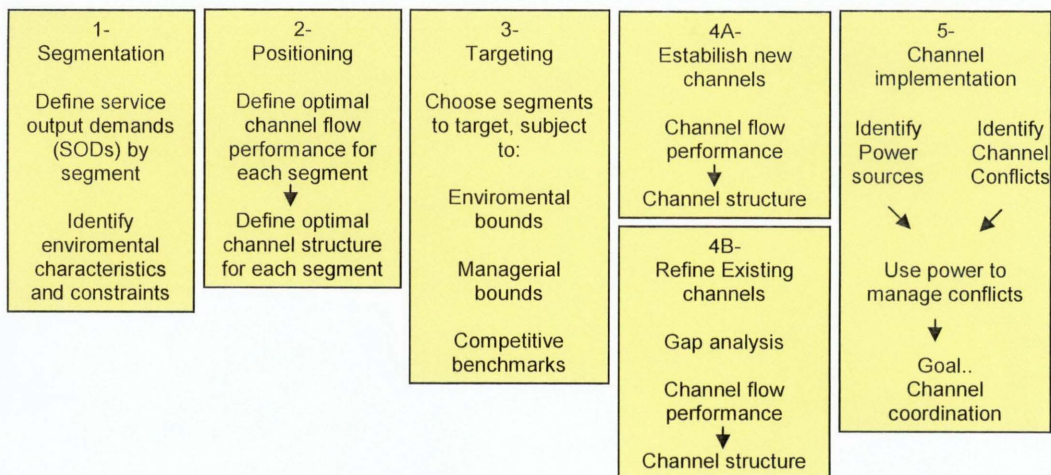 1-
Segmentation
Define service
output demands
(SODs) by
segment
Identify
enviromental
characteristics
and constraints
2-
Positioning
Define optimal
channel flow
performance for
each segment
Define optimal
channel structure
for each segment
3-
Targeting
Choose segments
to target, subject
to:
Enviromental
bounds
Managerial
bounds
Competitive
benchmarks
4A-
Estabilish new
channels
Channel flow
performance
Channel structure
4B-
Refine Existing
channels
Gap analysis
Channel flow
performance
Channel structure
5-
Channel
implementation
Identify
Power
sources
Identify
Channel
Conflicts
Use power to
manage conflicts
Goal..
Channel
coordination